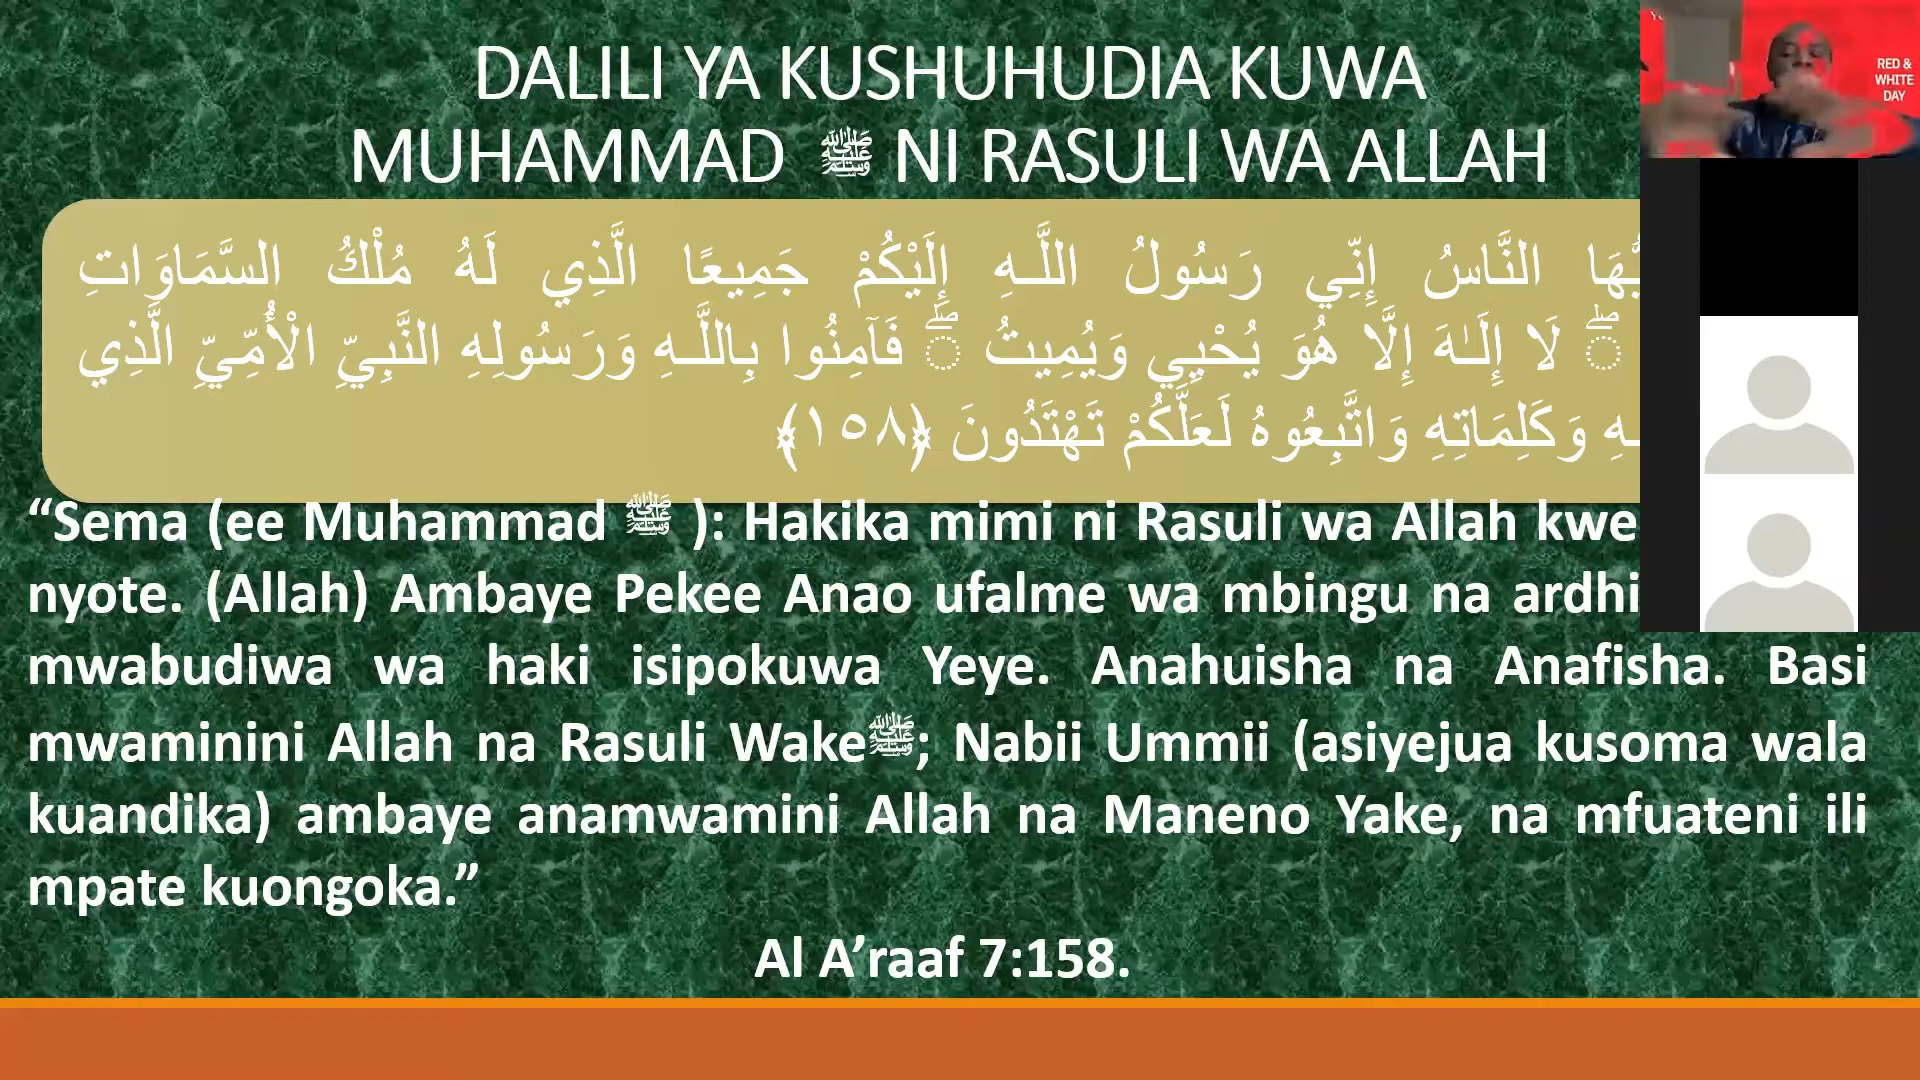 DALILI YA KUSHUHUDIA KUWA
MUHAMMAD ﷺ NI RASULI WA ALLAH
النَّاسُ إِنِّي رَسُولُ اللَّـهِ إِلَيْكُمْ جَمِيعًا الَّذِي لَهُ مُلْكُ السَّمَاوَاتِ
ۖ لَا إِلَـٰهَ إِلَّا هُوَ يُحْيِي وَيُمِيتُ ۖ فَآمِنُوا بِاللَّـهِ وَرَسُولِهِ النَّبِيِّ الْأُمِّيِّ الَّذِي
وَكَلِمَاتِهِ وَاتَّبِعُوهُ لَعَلَّكُمْ تَهْتَدُونَ ﴿١٥٨﴾
“Sema (ee Muhammad ﷺ ): Hakika mimi ni Rasuli wa Allah kwe
nyote. (Allah) Ambaye Pekee Anao ufalme wa mbingu na ardhi
mwabudiwa wa haki isipokuwa Yeye. Anahuisha na Anafisha. Basi
mwaminini Allah na Rasuli Wakeﷺ; Nabii Ummii (asiyejua kusoma wala
kuandika) ambaye anamwamini Allah na Maneno Yake, na mfuateni ili
mpate kuongoka.”
Al A’raaf 7:158.
RED &
WHITE
DAY